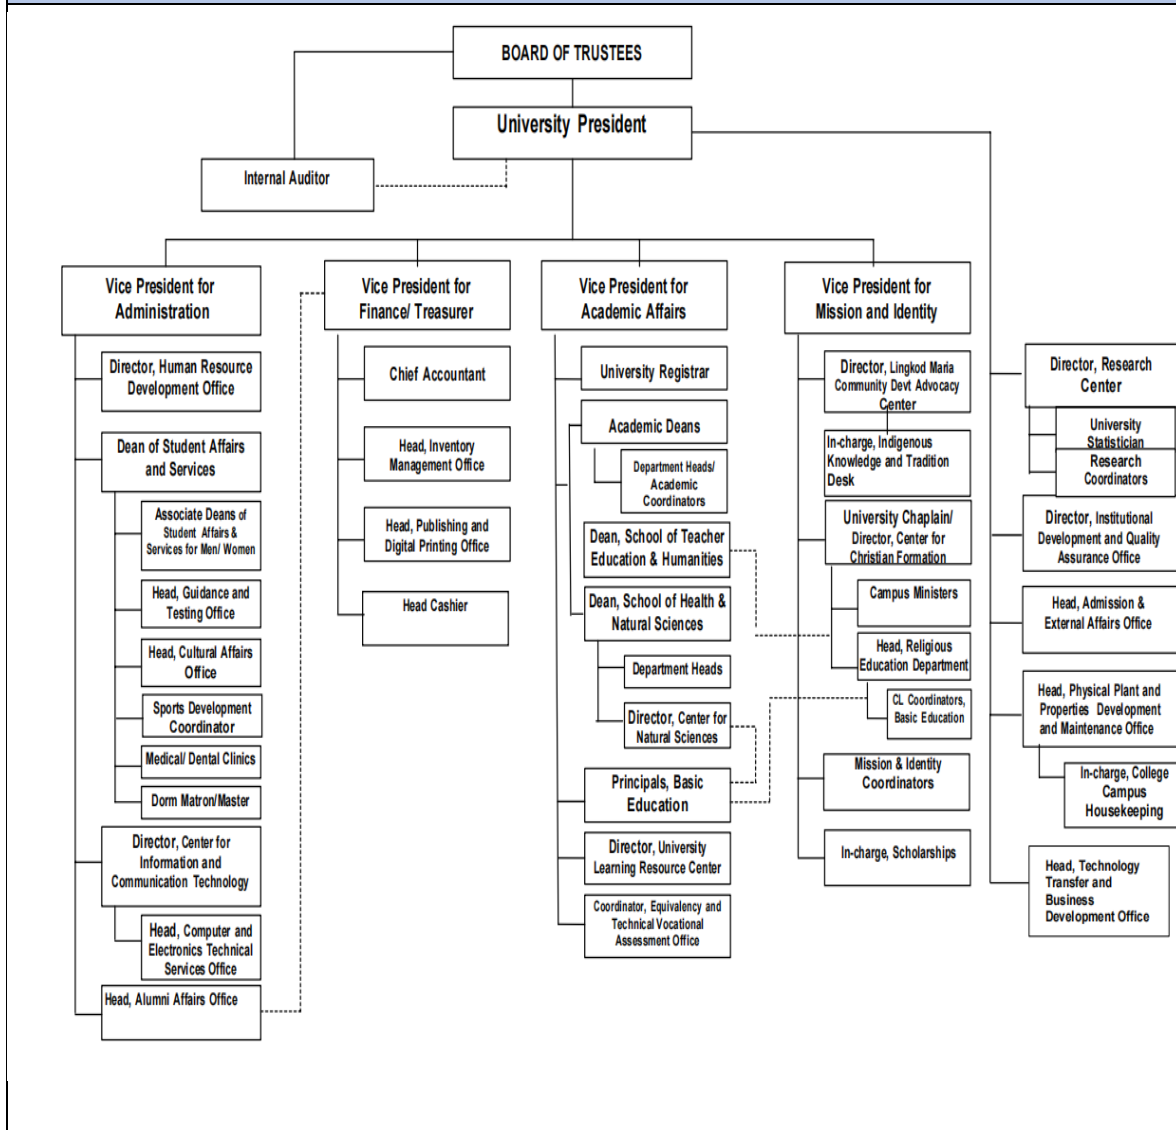 BOARD OF TRUSTEES
University President
Internal Auditor
Vice President for
Administration
Director, Human Resource
Development Office
Dean of Student Affairs
and Services
Associate Deans of
Student Affairs &
Services for Men/ Women
Head, Guidance and
Testing Office
Head, Cultural Affairs
Office
Sports Development
Coordinator
Medical/ Dental Clinics
Dorm Matron/Master
Director, Center for
Information and
Communication Technology
Head, Computer and
Electronics Technical
Services Office
Head, Alumni Affairs Office
Vice President for
Finance/ Treasurer
Chief Accountant
Head, Inventory
Management Office
Head, Publishing and
Digital Printing Office
Head Cashier
Vice President for
Academic Affairs
University Registrar
Academic Deans
Department Heads/
Academic
Coordinators
Dean, School of Teacher
Education & Humanities
Dean, School of Health &
Natural Sciences
Department Heads
Director, Center for
Natural Sciences
Principals, Basic
Education
Director, University
Learning Resource Center
Coordinator, Equivalency and
Technical Vocational
Assessment Office
Vice President for
Mission and Identity
Director, Lingkod Maria
Community Devt Advocacy
Center
In-charge, Indigenous
Knowledge and Tradition
Desk
University Chaplain/
Director, Center for
Christian Formation
Campus Ministers
Head, Religious
Education Department
CL Coordinators,
Basic Education
Mission & Identity
Coordinators
In-charge, Scholarships
Director, Research
Center
University
Statistician
Research
Coordinators
Director, Institutional
Development and Quality
Assurance Office
Head, Admission &
External Affairs Office
Head, Physical Plant and
Properties Development
and Maintenance Office
In-charge, College
Campus
Housekeeping
Head, Technology
Transfer and
Business
Development Office